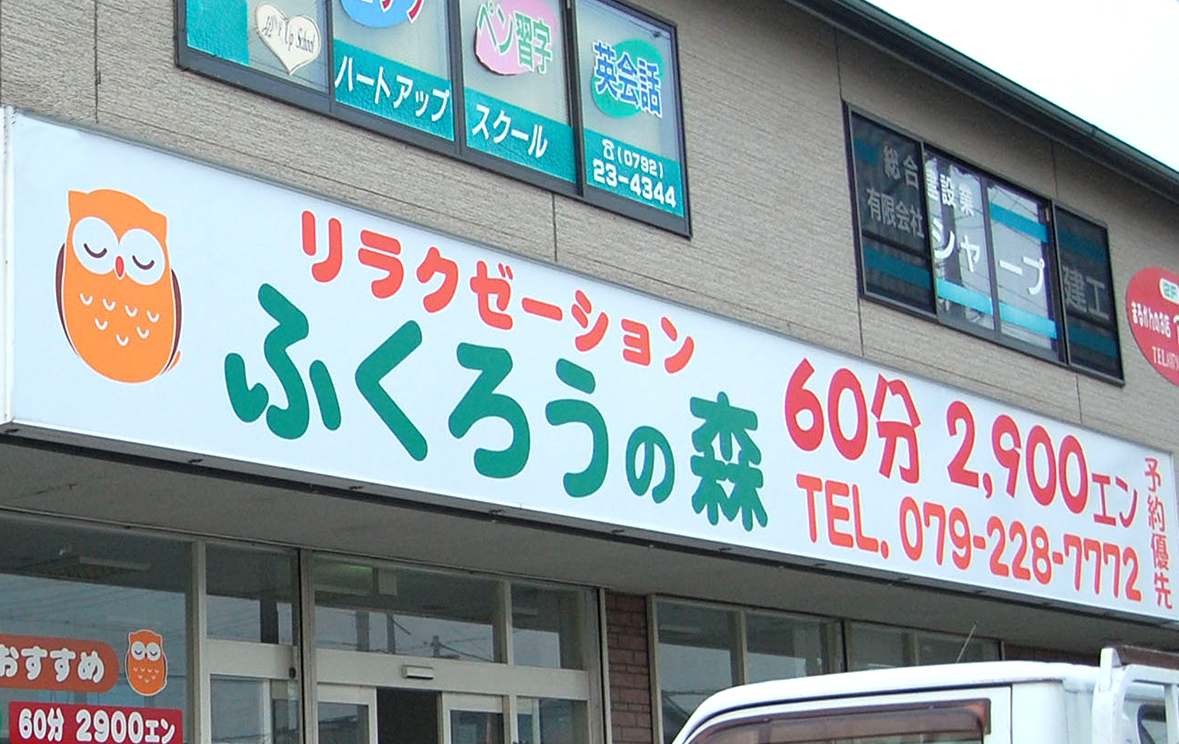 ハートアップ
スクール
ペン習字
英会話
☎(0792)
23-4344
総合建設業
有限会社シャープ建工
リラクゼーション
ふくろうの森
60分 2,900エン
TEL. 079-228-7772
予約優先
おすすめ
60分 2900エン